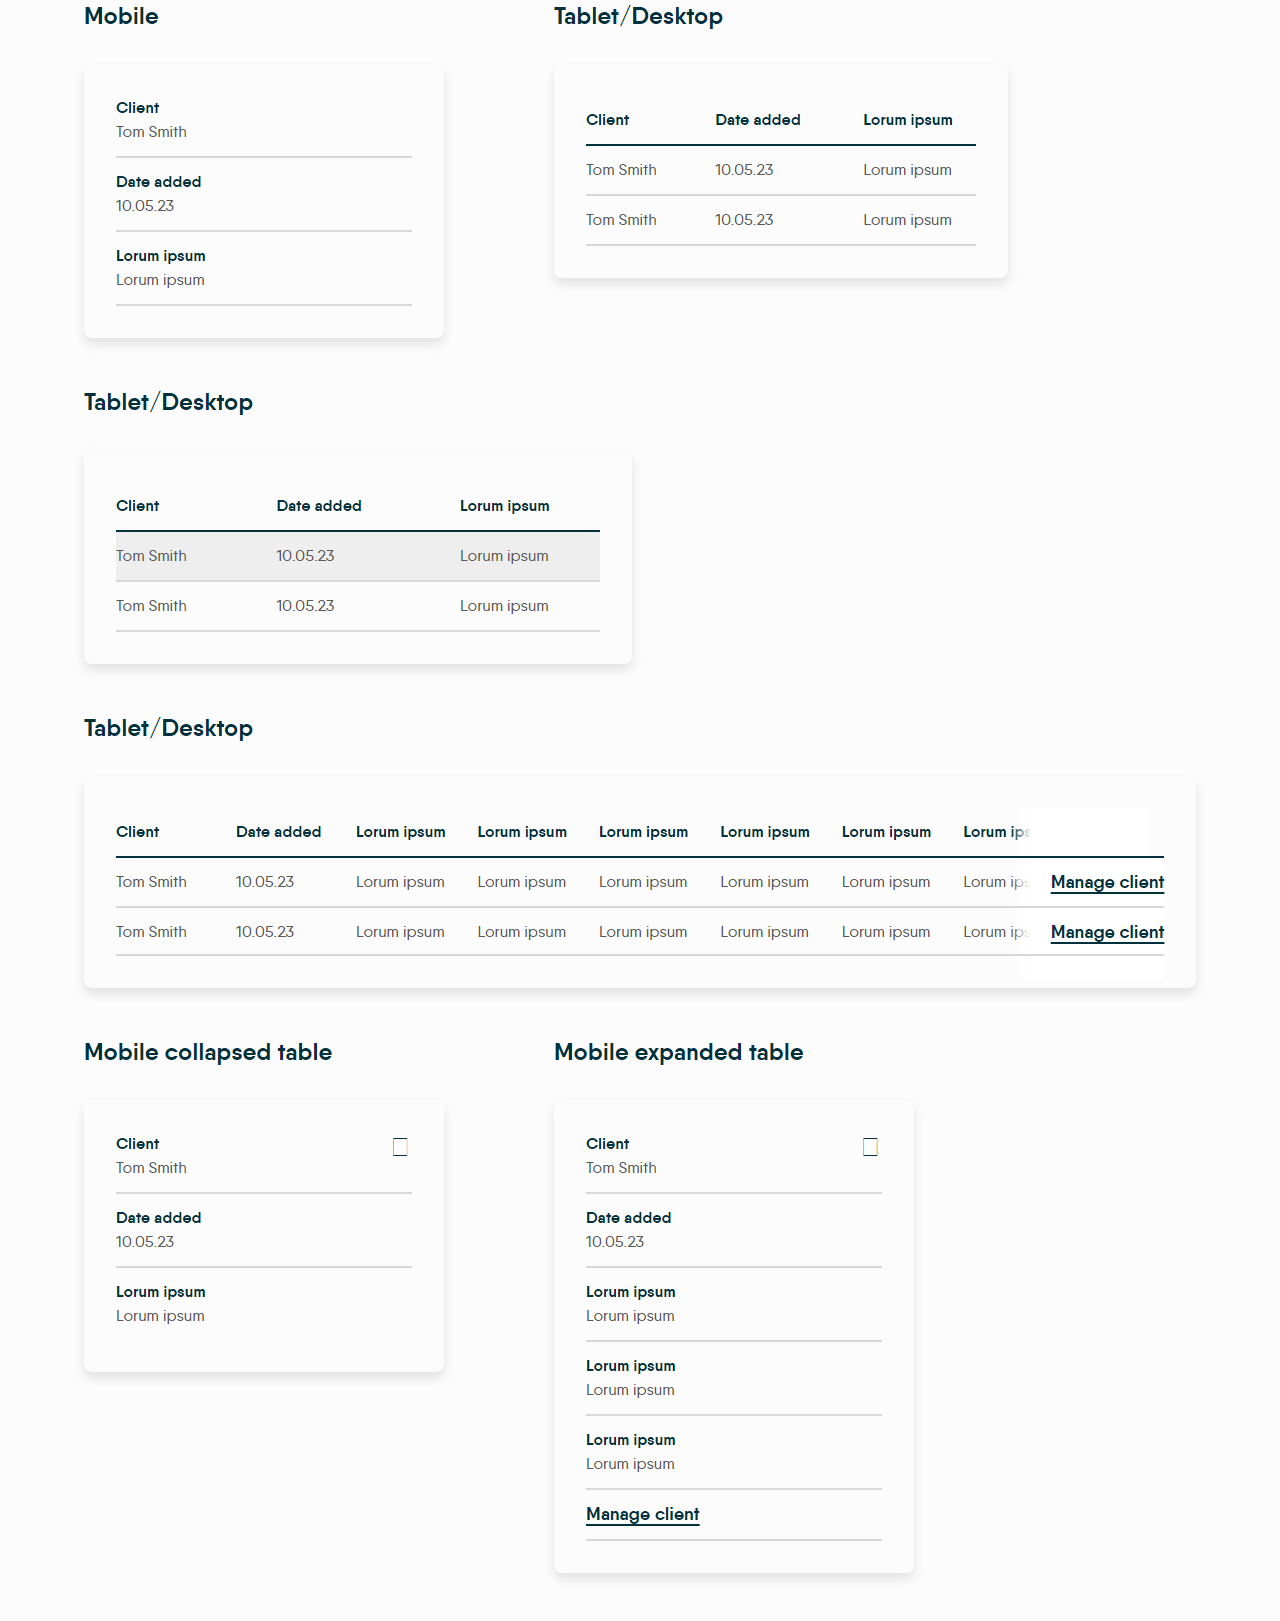 Mobile
Tablet/Desktop
Client
Tom Smith
Date added
10.05.23
Lorum ipsum
Lorum ipsum
Client Date added Lorum ipsum
Tom Smith 10.05.23 Lorum ipsum
Tom Smith 10.05.23 Lorum ipsum
Tablet/Desktop
Client Date added Lorum ipsum
Tom Smith 10.05.23 Lorum ipsum
Tom Smith 10.05.23 Lorum ipsum
Tablet/Desktop
Client Date added Lorum ipsum Lorum ipsum Lorum ipsum Lorum ipsum Lorum ipsum Lorum ips
Tom Smith 10.05.23 Lorum ipsum Lorum ipsum Lorum ipsum Lorum ipsum Lorum ipsum Lorum ips Manage client
Tom Smith 10.05.23 Lorum ipsum Lorum ipsum Lorum ipsum Lorum ipsum Lorum ipsum Lorum ips Manage client
Mobile collapsed table
Client
Tom Smith
Date added
10.05.23
Lorum ipsum
Lorum ipsum
Mobile expanded table
Client
Tom Smith
Date added
10.05.23
Lorum ipsum
Lorum ipsum
Lorum ipsum
Lorum ipsum
Lorum ipsum
Lorum ipsum
Manage client